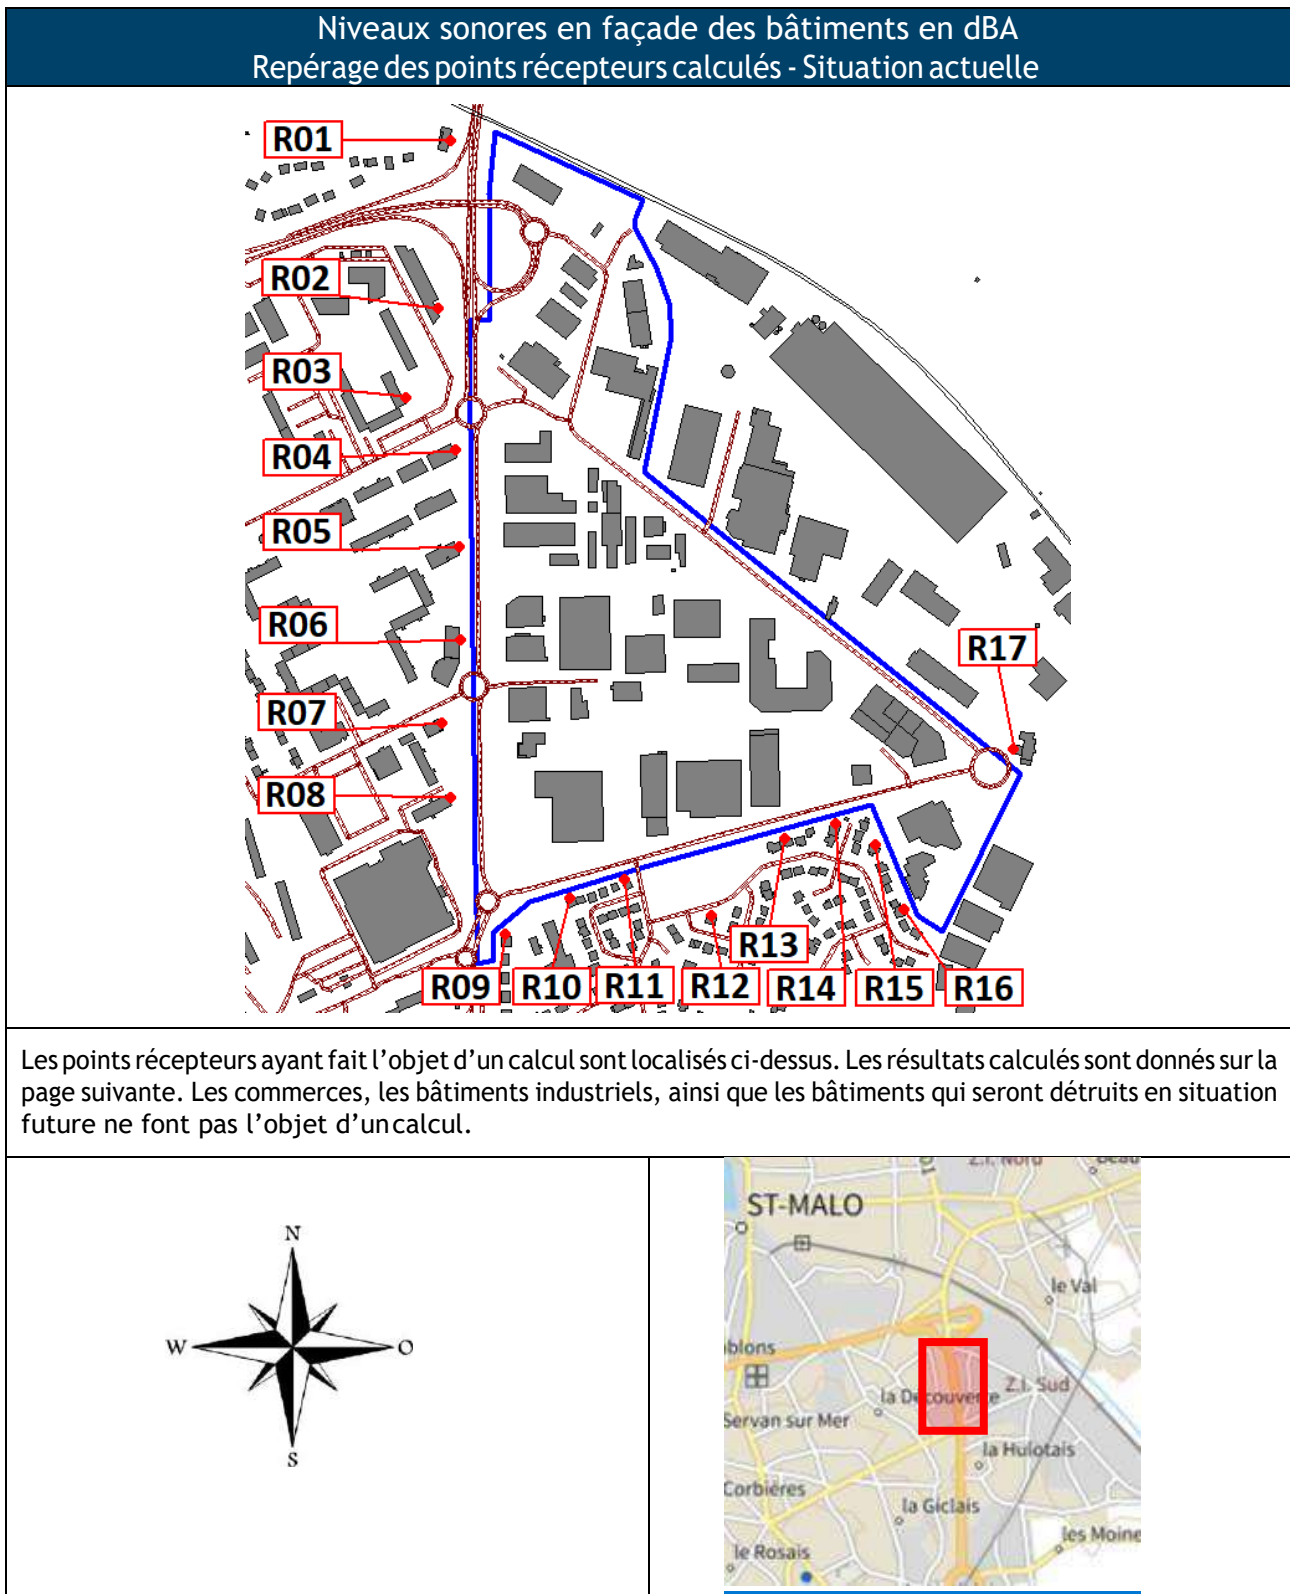 Niveaux sonores en façade des bâtiments en dBA
Repérage des points récepteurs calculés - Situation actuelle
R01
R02
R03
R04
R05
R06
R17
R07
R08
R13
R09
R10
R11
R12
R14
R15
R16
Les points récepteurs ayant fait l'objet d'un calcul sont localisés ci-dessus. Les résultats calculés sont donnés sur la
page suivante. Les commerces, les bâtiments industriels, ainsi que les bâtiments qui seront détruits en situation
future ne font pas l'objet d'un calcul.
N
W
O
S
Z.I. Nord
ST-MALO
le Val
blons
la Découverte
Z.I. Sud
Servan sur Mer
la Hulotais
Corbières
la Giclais
les Moine
le Rosais